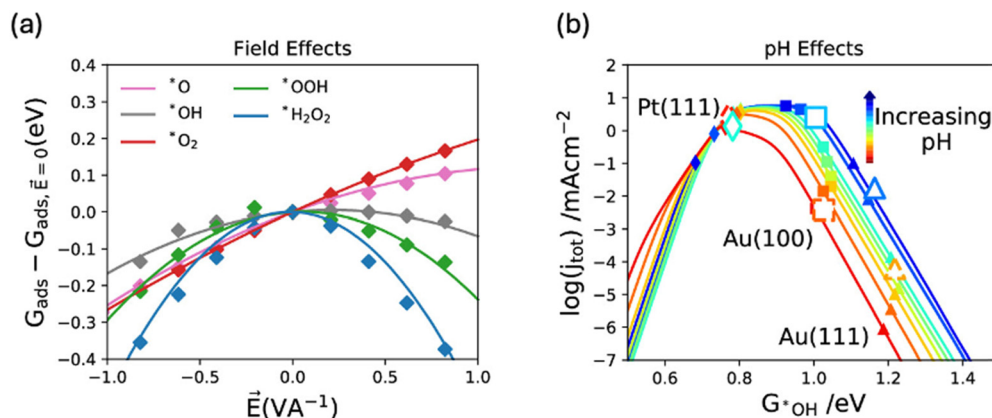 (a)
Field Effects
G_ads − G_ads, E⃗ = 0 (eV)
0.4
0.3
0.2
0.1
0.0
−0.1
−0.2
−0.3
−0.4
*O
*OH
*O₂
*OOH
*H₂O₂
−1.0 −0.5 0.0 0.5 1.0
E⃗(VA⁻¹)
(b)
pH Effects
log(j_tot) /mAcm⁻²
2
1
0
−1
−2
−3
−4
−5
−6
−7
Pt(111)
Increasing
pH
Au(100)
Au(111)
0.6 0.8 1.0 1.2 1.4
G*OH /eV